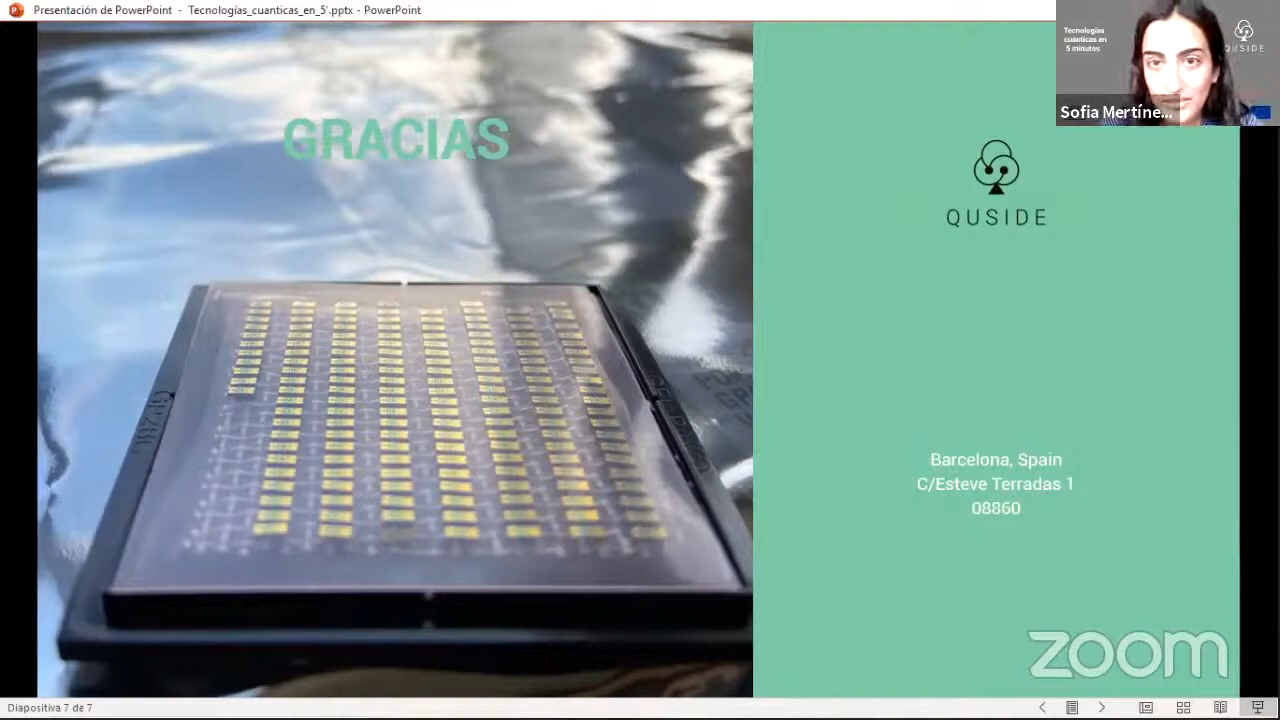 Presentación de PowerPoint - Tecnologías_cuanticas_en_5'.pptx - PowerPoint
Tecnologías
cuánticas en
5 minutos
QUSIDE
Sofia Mertíne...
GRACIAS
QUSIDE
Barcelona, Spain
C/Esteve Terradas 1
08860
zoom
Diapositiva 7 de 7